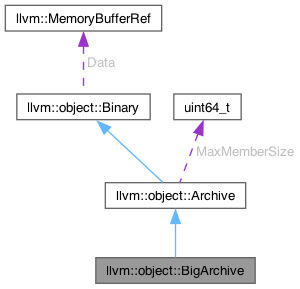 llvm::MemoryBufferRef
Data
llvm::object::Binary
uint64_t
MaxMemberSize
llvm::object::Archive
llvm::object::BigArchive